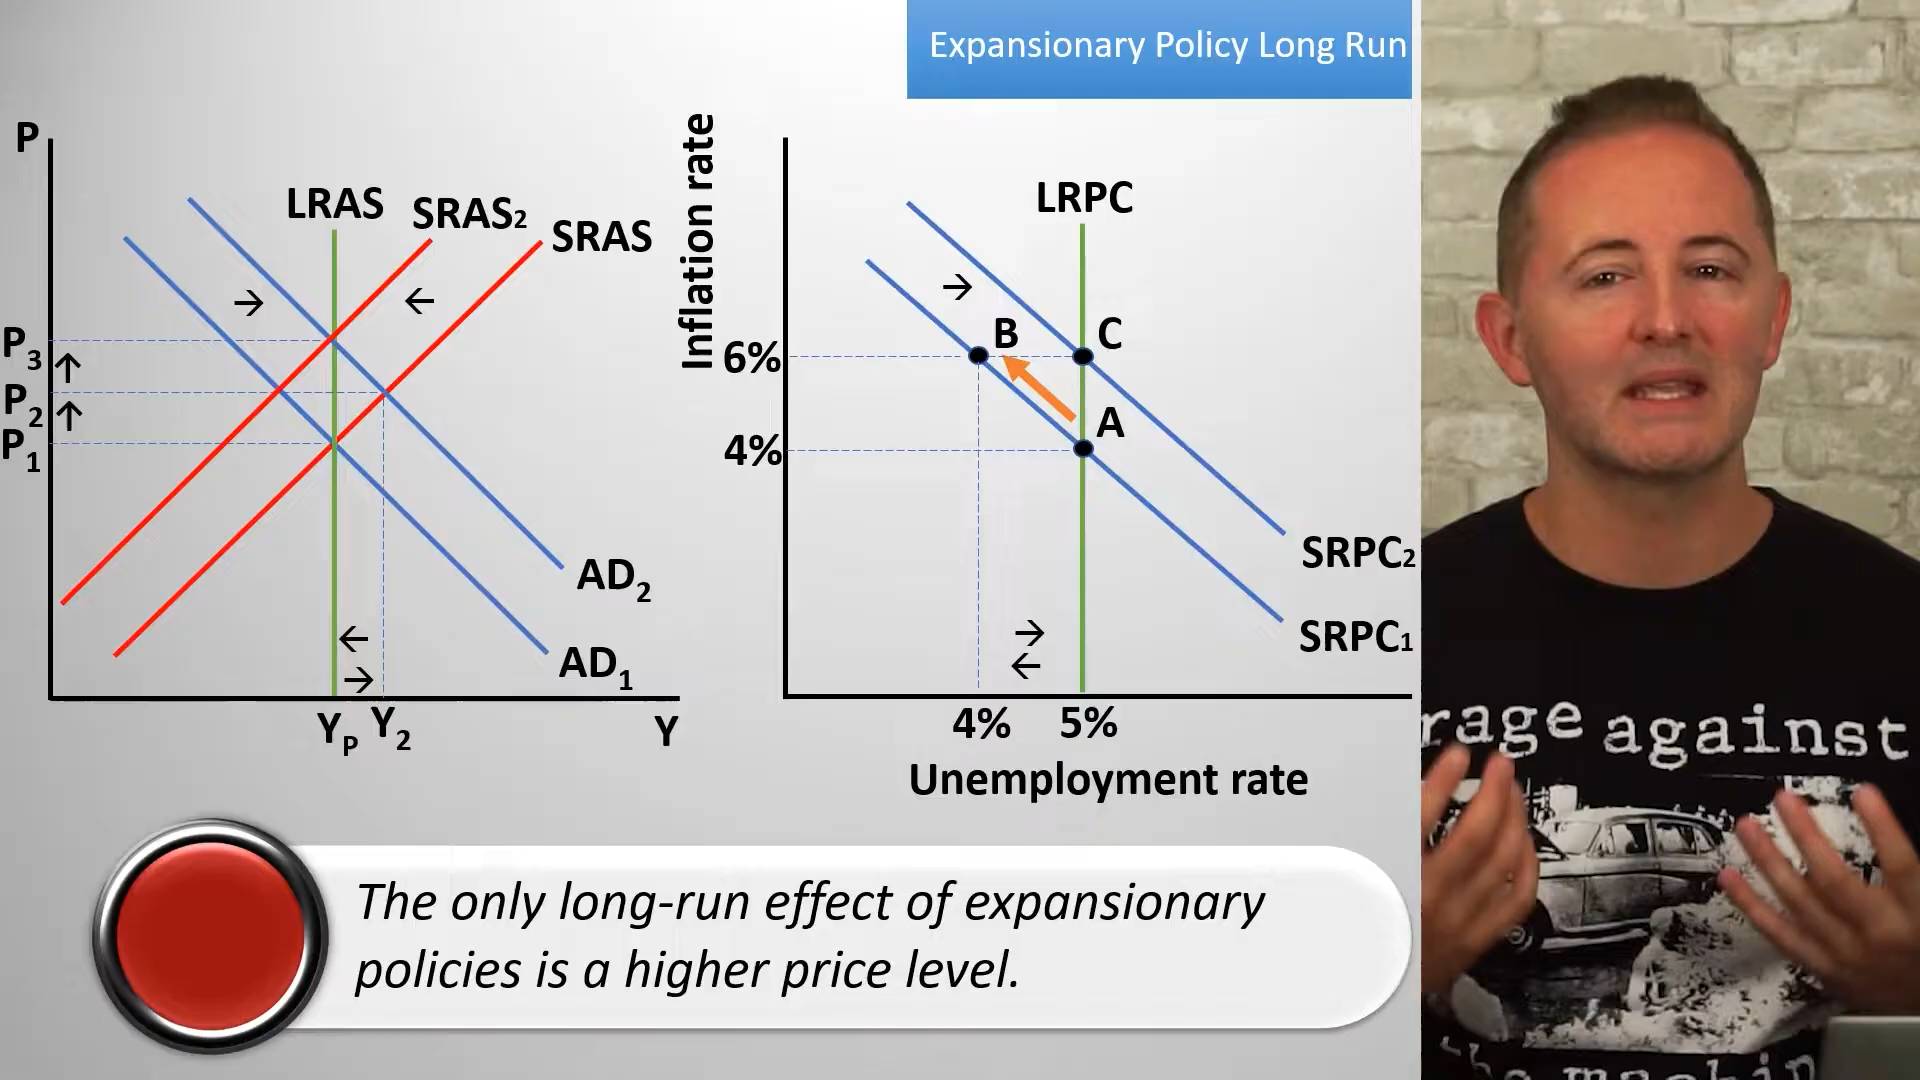 Expansionary Policy Long Run
P
LRAS
SRAS2
SRAS
P3
P2
P1
AD2
AD1
YP
Y2
Y
Inflation rate
LRPC
B
C
6%
A
4%
SRPC2
SRPC1
4%
5%
Unemployment rate
The only long-run effect of expansionary
policies is a higher price level.
rage against
the machin